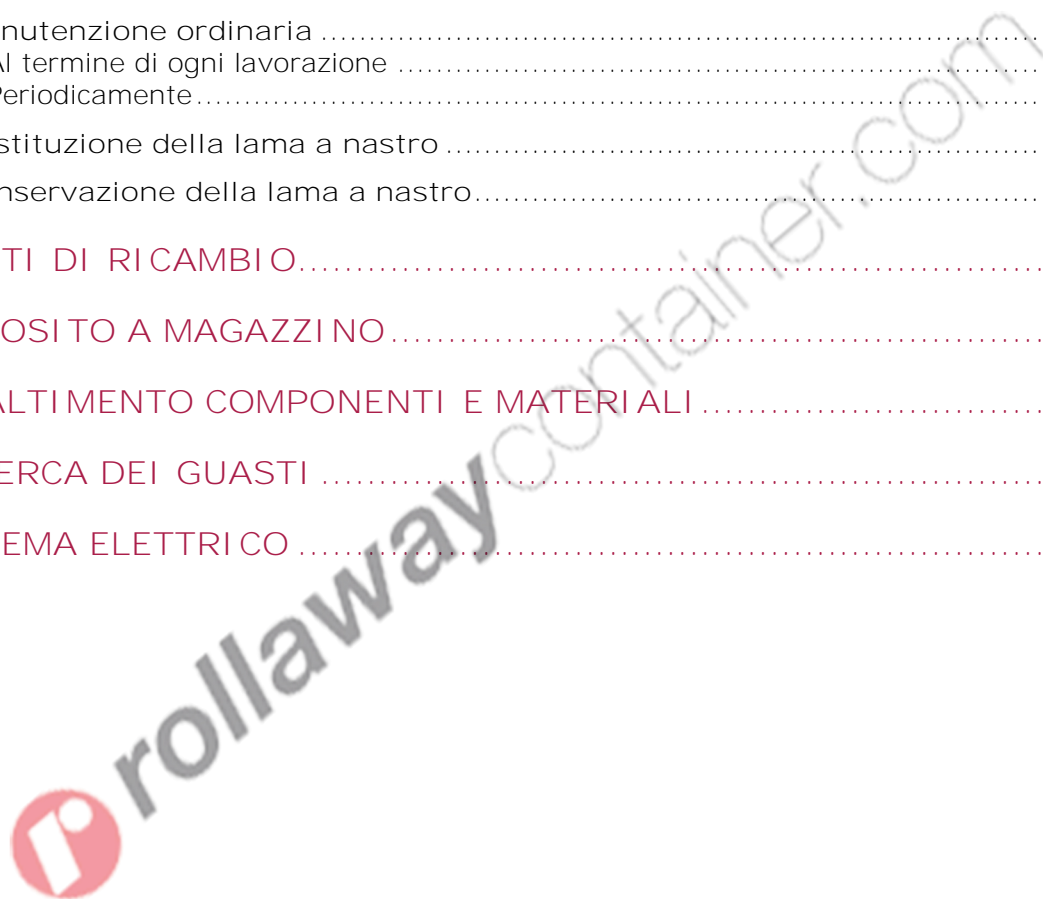 nutenzione ordinaria
Al termine di ogni lavorazione
Periodicamente
stituzione della lama a nastro
nservazione della lama a nastro
TI DI RICAMBIO
OSITO A MAGAZZINO
ALTIMENTO COMPONENTI E MATERIALI
ERCA DEI GUASTI
EMA ELETTRICO
rollawaycontainer.com